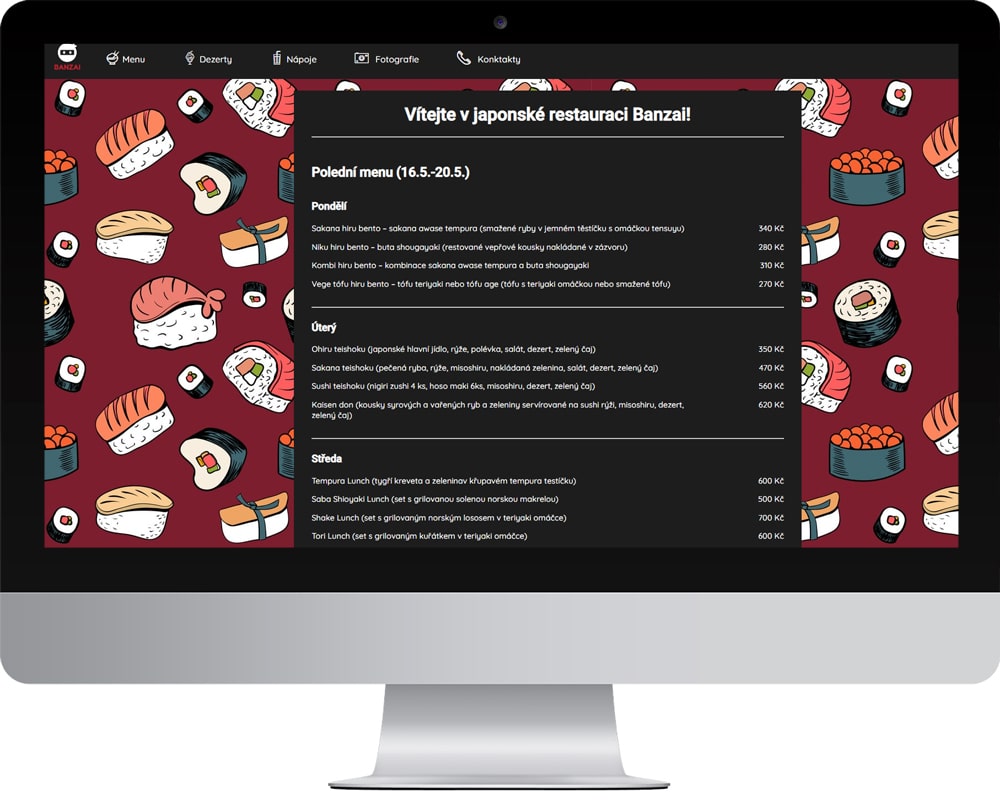 BANZAI
Menu
Dezerty
Nápoje
Fotografie
Konktakty
Vítejte v japonské restauraci Banzai!
Polední menu (16.5.-20.5.)
Pondělí
Sakana hiru bento – sakana awase tempura (smažené ryby v jemném těstíčku s omáčkou tensuyu) 340 Kč
Niku hiru bento – buta shougayaki (restované vepřové kousky nakládané v zázvoru) 280 Kč
Kombi hiru bento – kombinace sakana awase tempura a buta shougayaki 310 Kč
Vege tófu hiru bento – tófu teriyaki nebo tófu age (tófu s teriyaki omáčkou nebo smažené tófu) 270 Kč
Úterý
Ohiru teishoku (japonské hlavní jídlo, rýže, polévka, salát, dezert, zelený čaj) 350 Kč
Sakana teishoku (pečená ryba, rýže, misoshiru, nakládaná zelenina, salát, dezert, zelený čaj) 470 Kč
Sushi teishoku (nigiri zushi 4 ks, hoso maki 6ks, misoshiru, dezert, zelený čaj) 560 Kč
Kaisen don (kousky syrových a vařených ryb a zeleniny servírované na sushi rýži, misoshiru, dezert, 620 Kč
zelený čaj)
Středa
Tempura Lunch (tygří kreveta a zeleninav křupavém tempura testíčku) 600 Kč
Saba Shioyaki Lunch (set s grilovanou solenou norskou makrelou) 500 Kč
Shake Lunch (set s grilovaným norským lososem v teriyaki omáčce) 700 Kč
Tori Lunch (set s grilovaným kuřátkem v teriyaki omáčce) 600 Kč